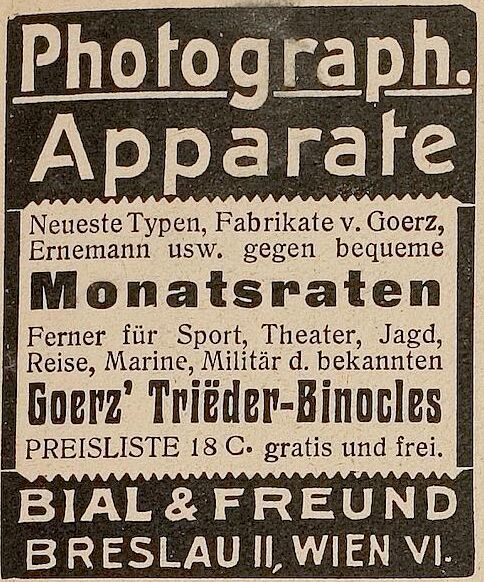 Photograph.
Apparate
Neueste Typen, Fabrikate v. Goerz,
Ernemann usw. gegen bequeme
Monatsraten
Ferner für Sport, Theater, Jagd,
Reise, Marine, Militär d. bekannten
Goerz' Triëder-Binocles
PREISLISTE 18 C. gratis und frei.
BIAL & FREUND
BRESLAU II, WIEN VI.